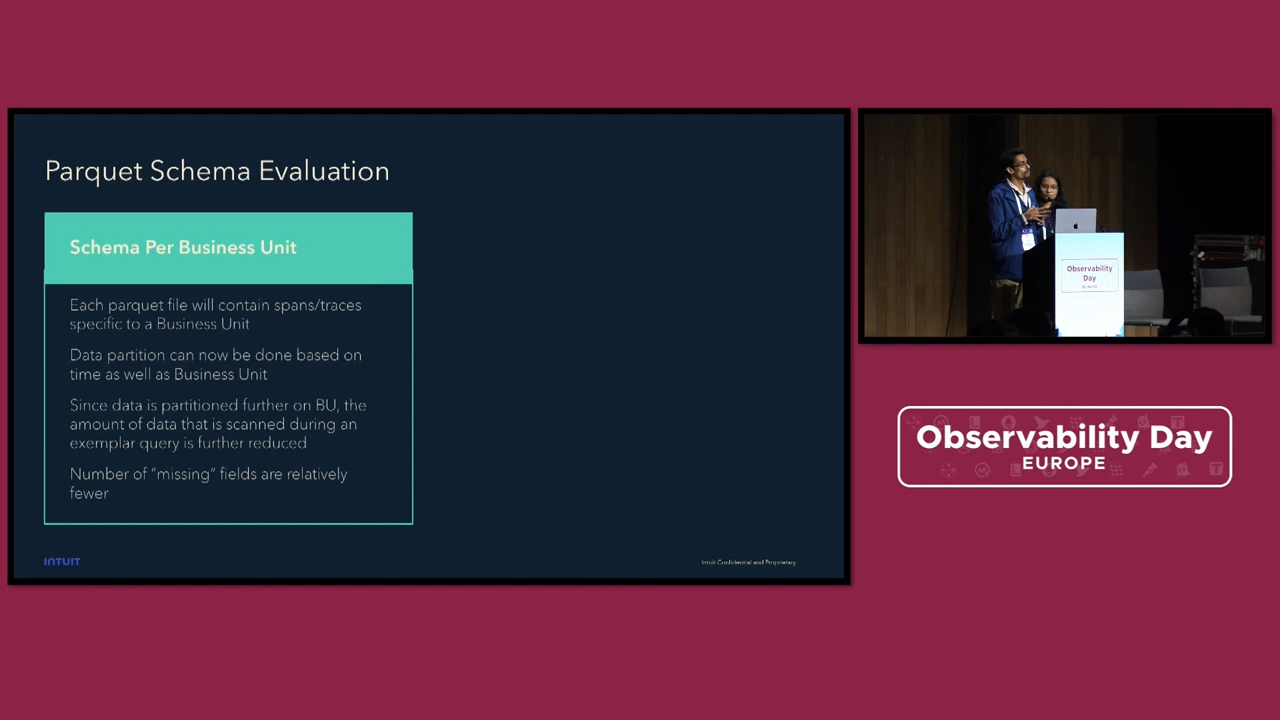 Parquet Schema Evaluation
Schema Per Business Unit
Each parquet file will contain spans/traces
specific to a Business Unit
Data partition can now be done based on
time as well as Business Unit
Since data is partitioned further on BU, the
amount of data that is scanned during an
exemplar query is further reduced
Number of "missing" fields are relatively
fewer
INTUIT
Intuit Confidential and Proprietary
Observability
Day
EUROPE
Observability Day
EUROPE